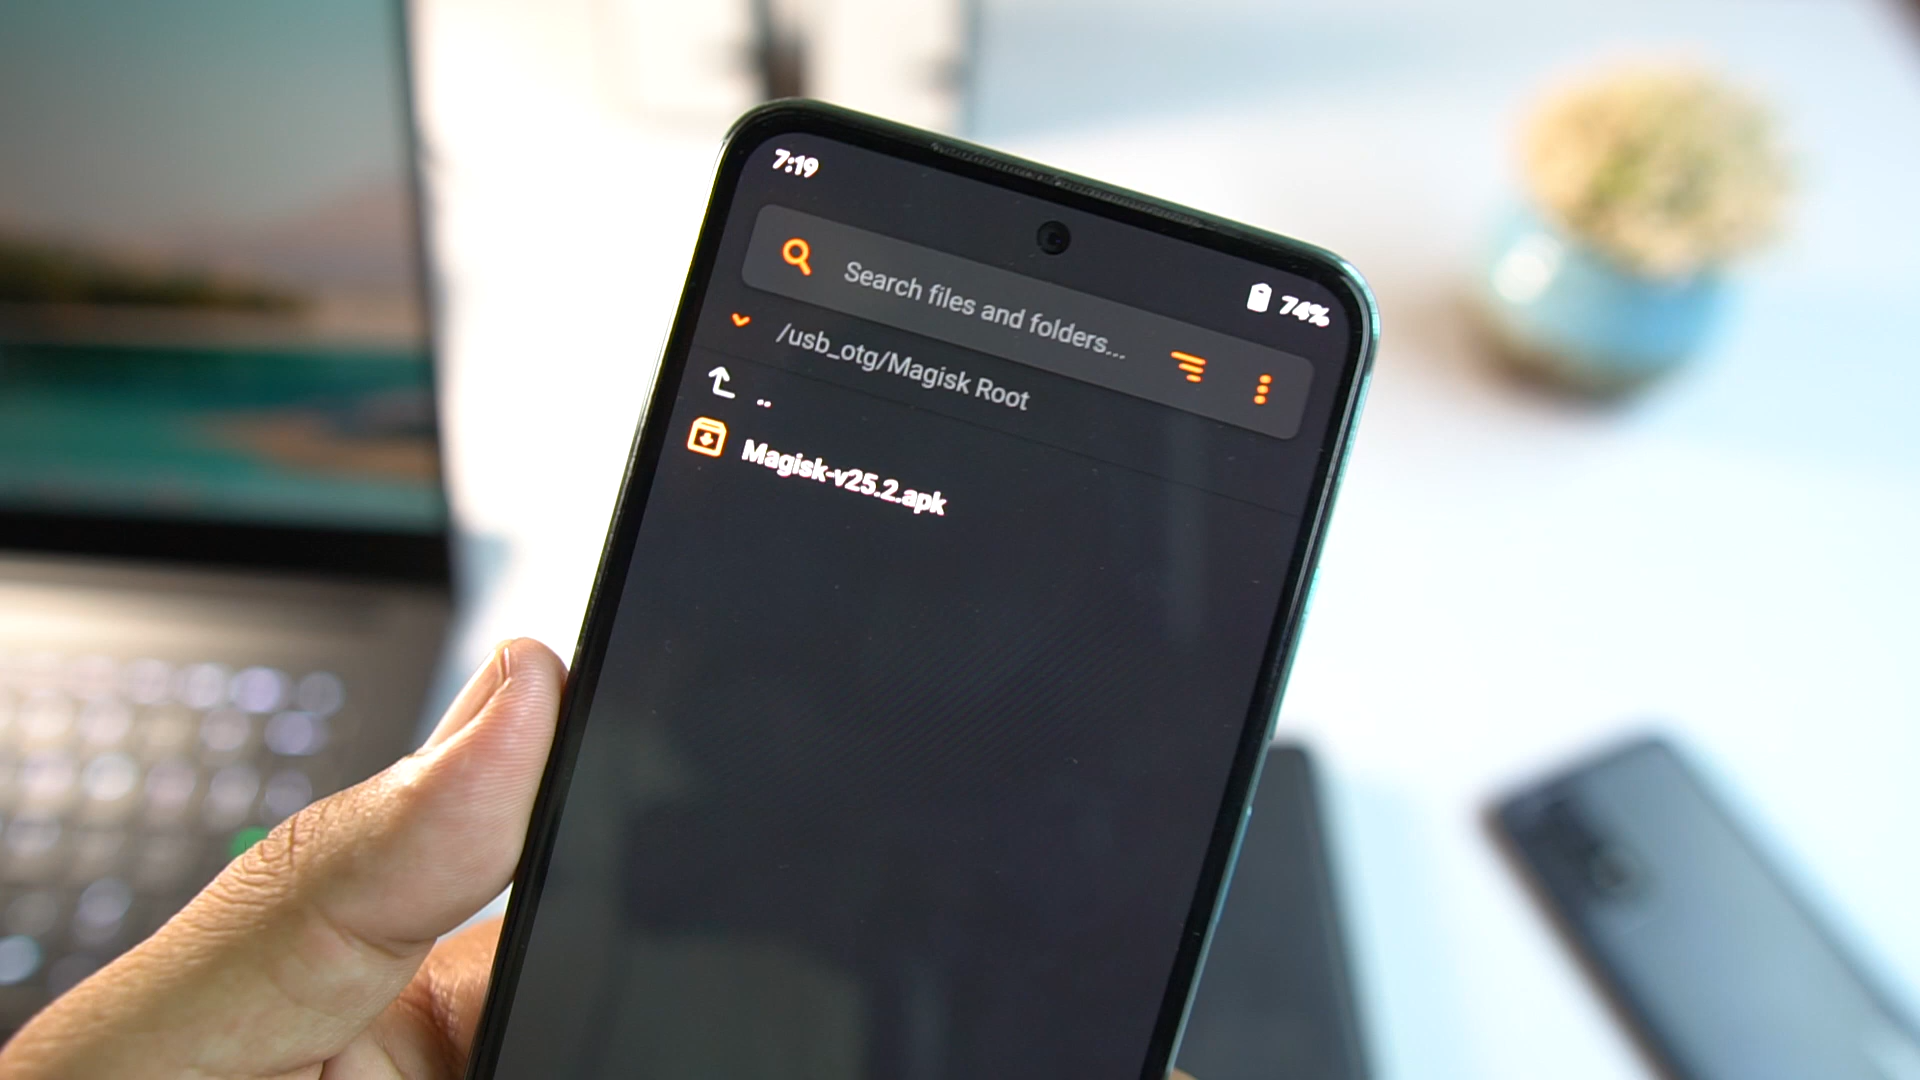 7:19
74%
Search files and folders...
/usb_otg/Magisk Root
..
Magisk-v25.2.apk